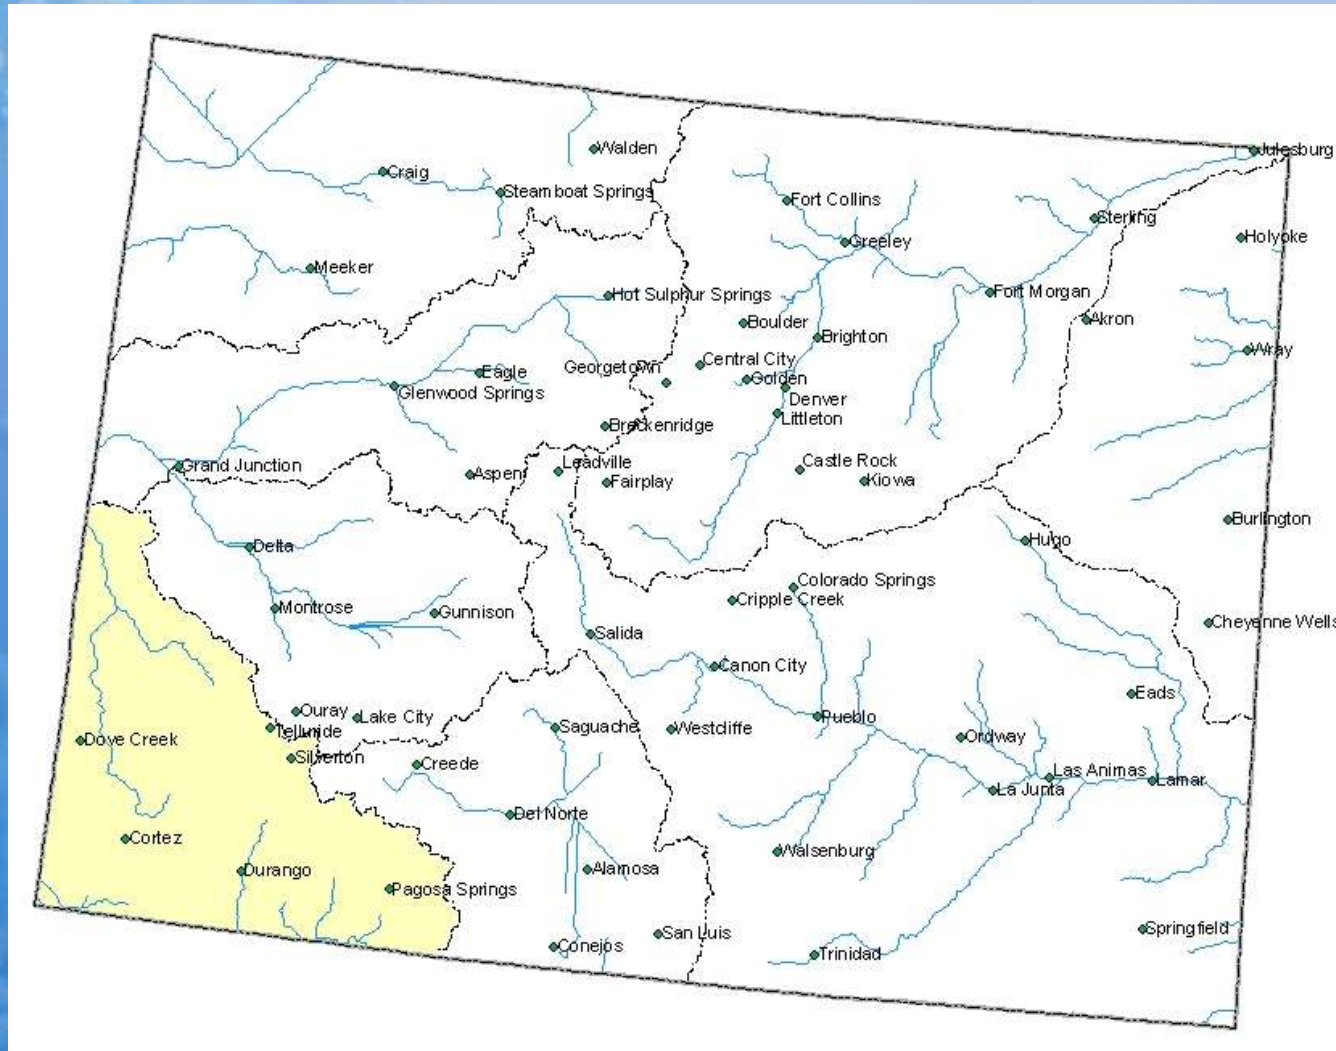 Julesburg
Walden
Craig
Steamboat Springs
Fort Collins
Sterling
Holyoke
Greeley
Meeker
Hot Sulphur Springs
Fort Morgan
Boulder
Akron
Brighton
Wray
Central City
Georgetown
Eagle
Golden
Glenwood Springs
Denver
Littleton
Breckenridge
Castle Rock
Leadville
Grand Junction
Aspen
Fairplay
Kiowa
Burlington
Hugo
Delta
Colorado Springs
Cripple Creek
Montrose
Gunnison
Cheyenne Wells
Salida
Canon City
Eads
Ouray
Lake City
Pueblo
Saguache
Westcliffe
Telluride
Dove Creek
Ordway
Silverton
Creede
Las Animas
Lamar
La Junta
Del Norte
Cortez
Walsenburg
Durango
Alamosa
Pagosa Springs
Springfield
San Luis
Conejos
Trinidad